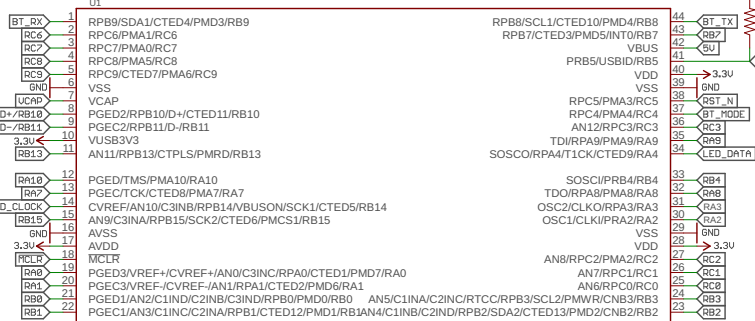 U1
BT_RX 1 RPB9/SDA1/CTED4/PMD3/RB9 RPB8/SCL1/CTED10/PMD4/RB8 44 BT_TX
RC6 2 RPC6/PMA1/RC6 RPB7/CTED3/PMD5/INT0/RB7 43 RB7
RC7 3 RPC7/PMA0/RC7 VBUS 42 5V
RC8 4 RPC8/PMA5/RC8 PRB5/USBID/RB5 41
RC9 5 RPC9/CTED7/PMA6/RC9 VDD 40 3.3V
GND 6 VSS VSS 39 GND
VCAP 7 VCAP RPC5/PMA3/RC5 38 RST_N
D+/RB10 8 PGED2/RPB10/D+/CTED11/RB10 RPC4/PMA4/RC4 37 BT_MODE
D-/RB11 9 PGEC2/RPB11/D-/RB11 AN12/RPC3/RC3 36 RC3
3.3V 10 VUSB3V3 TDI/RPA9/PMA9/RA9 35 RA9
RB13 11 AN11/RPB13/CTPLS/PMRD/RB13 SOSCO/RPA4/T1CK/CTED9/RA4 34 LED_DATA
RA10 12 PGED/TMS/PMA10/RA10 SOSCI/PRB4/RB4 33 RB4
RA7 13 PGEC/TCK/CTED8/PMA7/RA7 TDO/RPA8/PMA8/RA8 32 RA8
D_CLOCK 14 CVREF/AN10/C3INB/RPB14/VBUSON/SCK1/CTED5/RB14 OSC2/CLKO/RPA3/RA3 31 RA3
RB15 15 AN9/C3INA/RPB15/SCK2/CTED6/PMCS1/RB15 OSC1/CLKI/PRA2/RA2 30 RA2
GND 16 AVSS VSS 29 GND
3.3V 17 AVDD VDD 28 3.3V
MCLR 18 MCLR AN8/RPC2/PMA2/RC2 27 RC2
RA0 19 PGED3/VREF+/CVREF+/AN0/C3INC/RPA0/CTED1/PMD7/RA0 AN7/RPC1/RC1 26 RC1
RA1 20 PGEC3/VREF-/CVREF-/AN1/RPA1/CTED2/PMD6/RA1 AN6/RPC0/RC0 25 RC0
RB0 21 PGED1/AN2/C1IND/C2INB/C3IND/RPB0/PMD0/RB0 AN5/C1INA/C2INC/RTCC/RPB3/SCL2/PMWR/CNB3/RB3 24 RB3
RB1 22 PGEC1/AN3/C1INC/C2INA/RPB1/CTED12/PMD1/RB1 AN4/C1INB/C2IND/RPB2/SDA2/CTED13/PMD2/CNB2/RB2 23 RB2